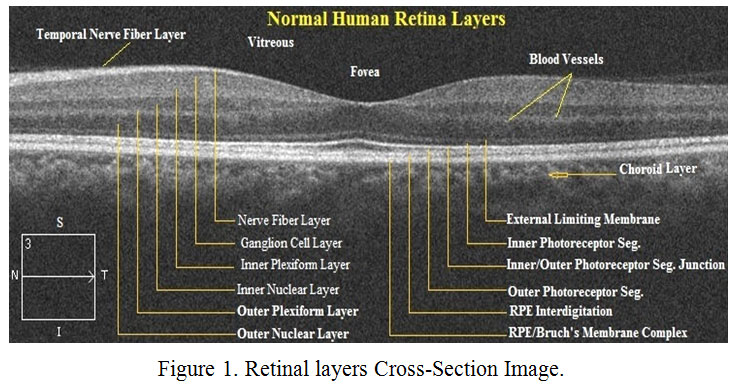 Normal Human Retina Layers
Temporal Nerve Fiber Layer
Vitreous
Fovea
Blood Vessels
Choroid Layer
Nerve Fiber Layer
Ganglion Cell Layer
Inner Plexiform Layer
Inner Nuclear Layer
Outer Plexiform Layer
Outer Nuclear Layer
External Limiting Membrane
Inner Photoreceptor Seg.
Inner/Outer Photoreceptor Seg. Junction
Outer Photoreceptor Seg.
RPE Interdigitation
RPE/Bruch's Membrane Complex
S
3
N
T
I
Figure 1. Retinal layers Cross-Section Image.